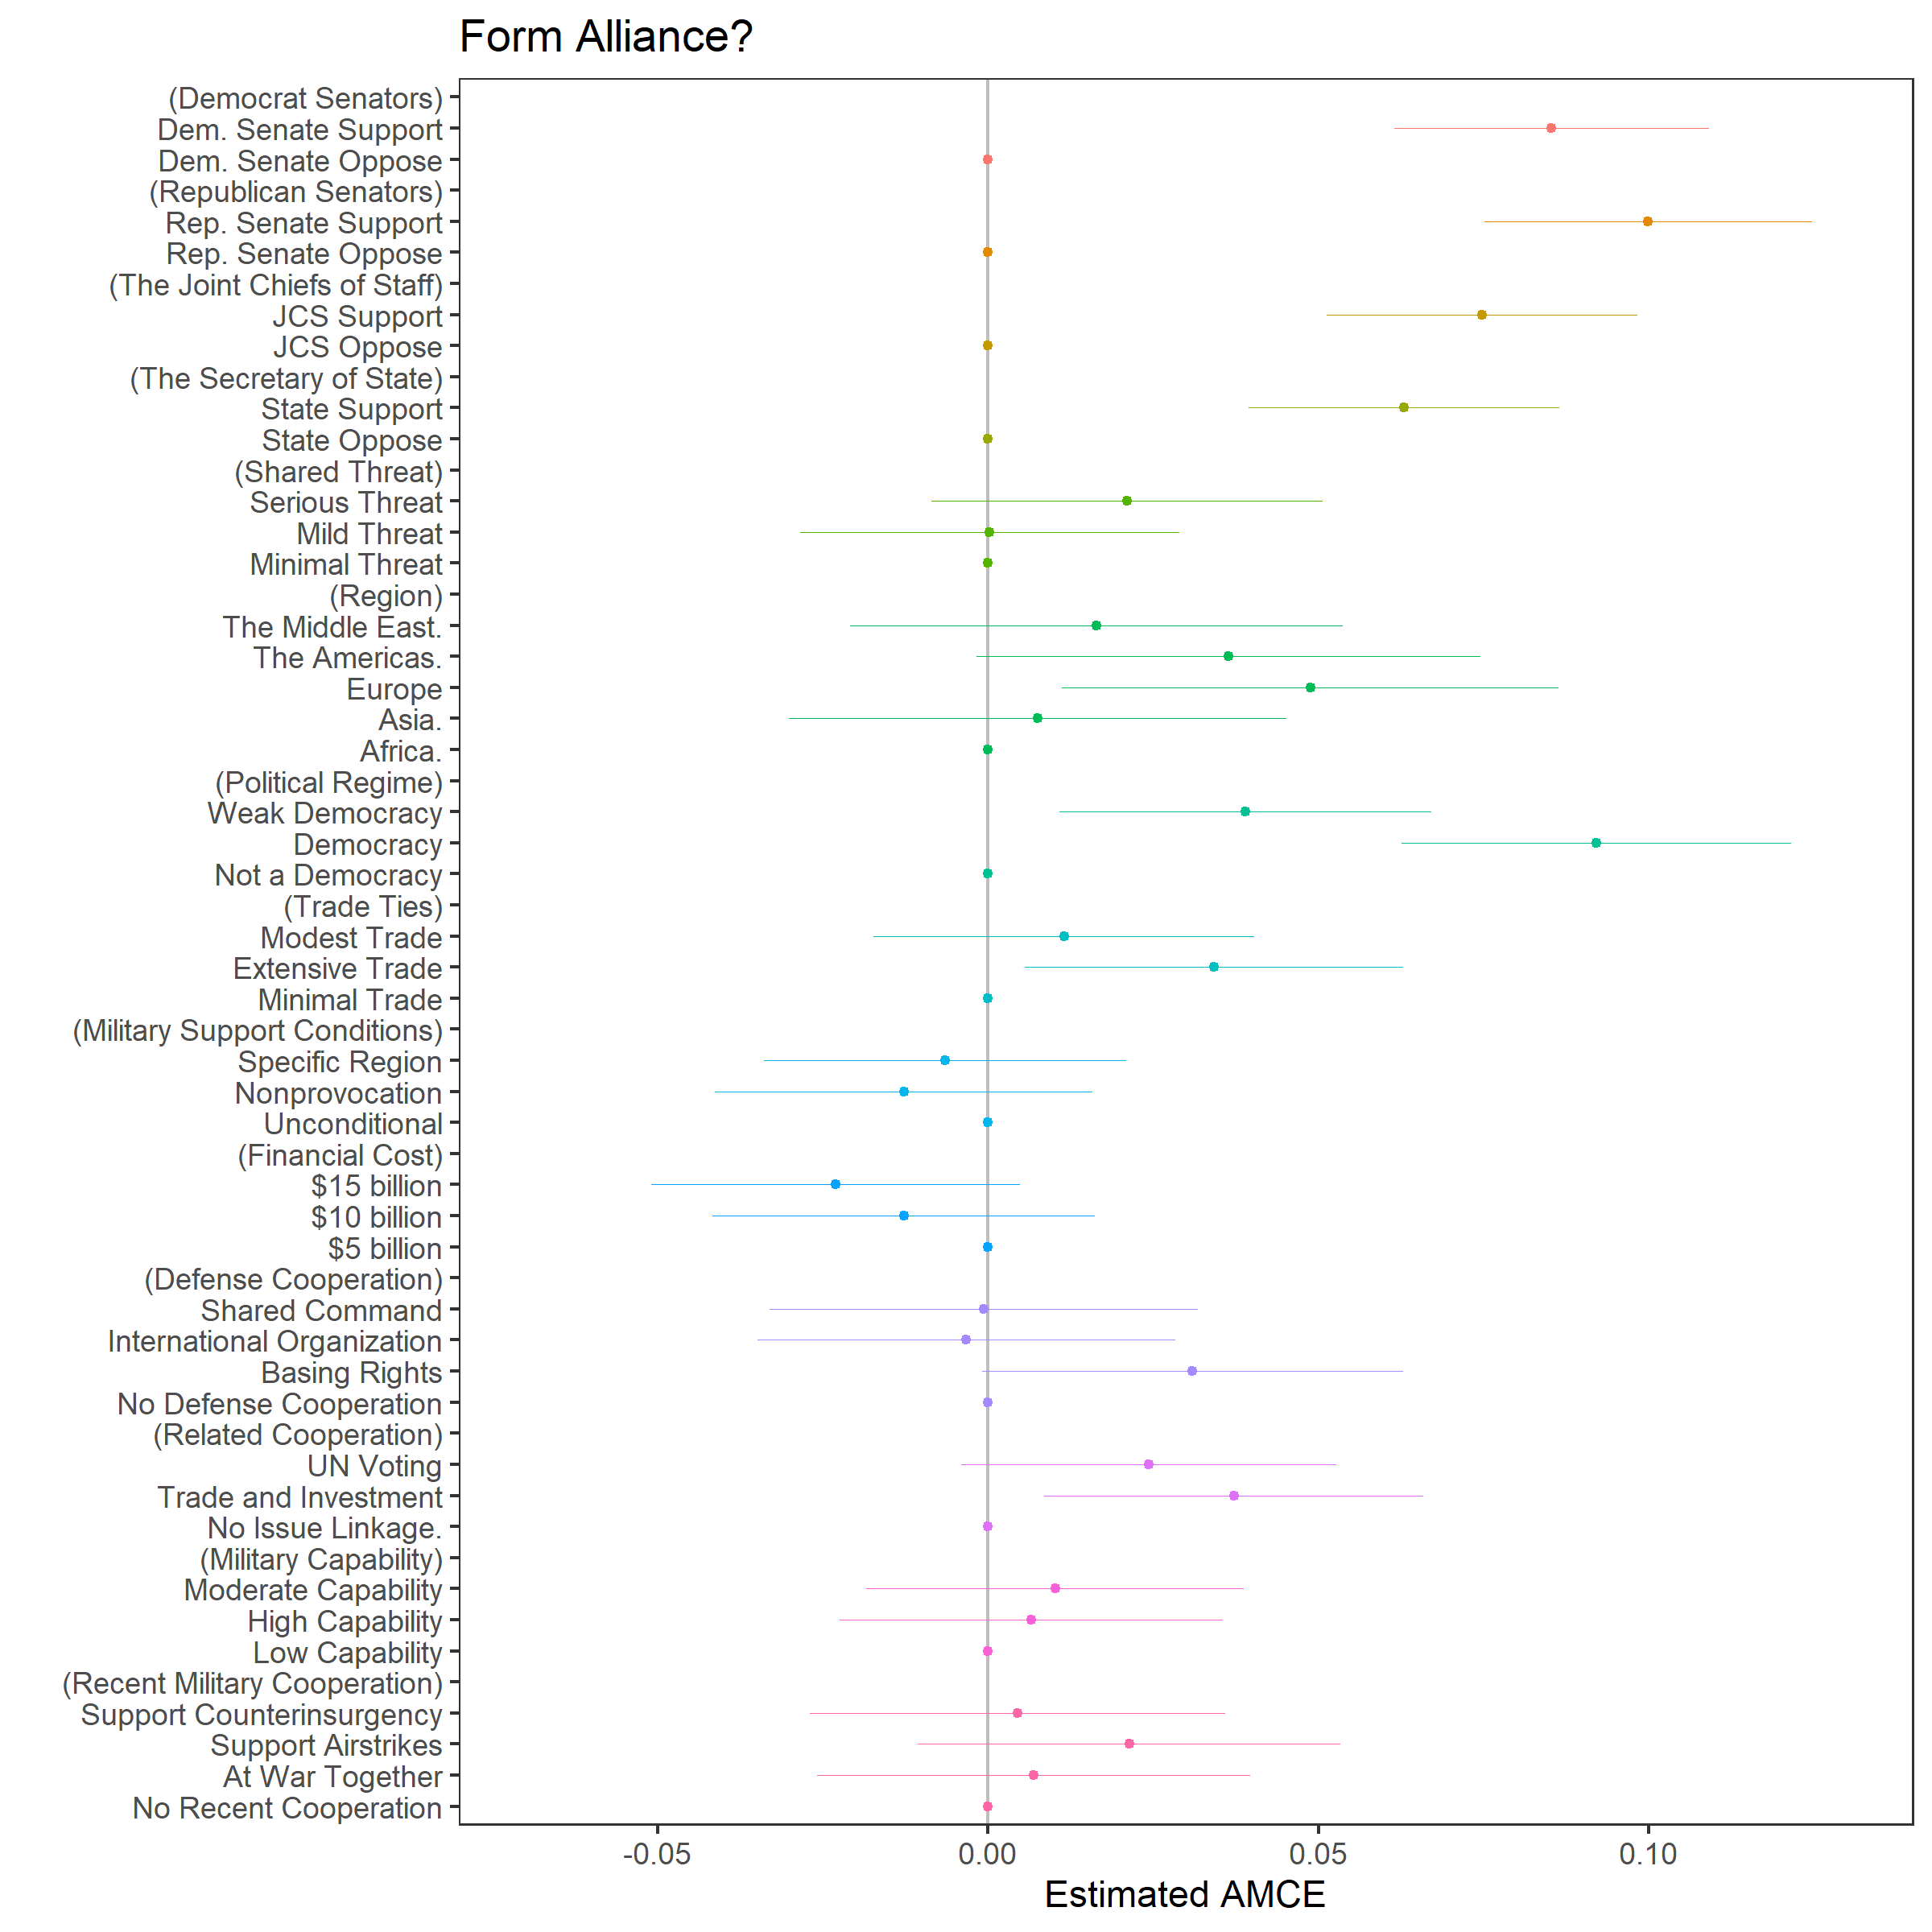 Form Alliance?
(Democrat Senators)
Dem. Senate Support
Dem. Senate Oppose
(Republican Senators)
Rep. Senate Support
Rep. Senate Oppose
(The Joint Chiefs of Staff)
JCS Support
JCS Oppose
(The Secretary of State)
State Support
State Oppose
(Shared Threat)
Serious Threat
Mild Threat
Minimal Threat
(Region)
The Middle East.
The Americas.
Europe
Asia.
Africa.
(Political Regime)
Weak Democracy
Democracy
Not a Democracy
(Trade Ties)
Modest Trade
Extensive Trade
Minimal Trade
(Military Support Conditions)
Specific Region
Nonprovocation
Unconditional
(Financial Cost)
$15 billion
$10 billion
$5 billion
(Defense Cooperation)
Shared Command
International Organization
Basing Rights
No Defense Cooperation
(Related Cooperation)
UN Voting
Trade and Investment
No Issue Linkage.
(Military Capability)
Moderate Capability
High Capability
Low Capability
(Recent Military Cooperation)
Support Counterinsurgency
Support Airstrikes
At War Together
No Recent Cooperation
-0.05 0.00 0.05 0.10
Estimated AMCE